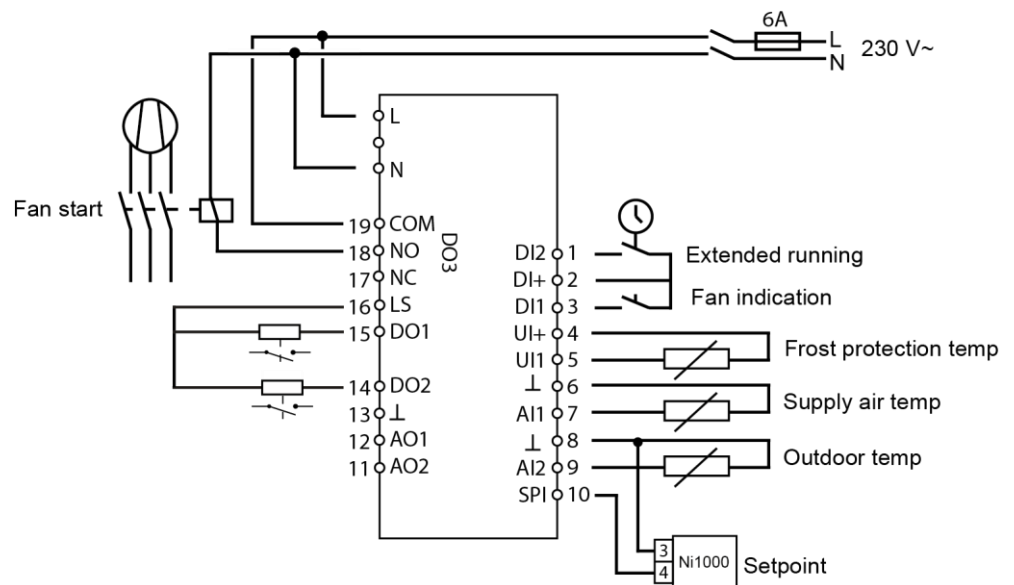 6A
L
N
230 V~
L
N
Fan start
19 COM
18 NO
17 NC
DO3
16 LS
15 DO1
14 DO2
13 ⊥
12 AO1
11 AO2
DI2 1
DI+ 2
DI1 3
UI+ 4
UI1 5
⊥ 6
AI1 7
⊥ 8
AI2 9
SPI 10
Extended running
Fan indication
Frost protection temp
Supply air temp
Outdoor temp
3
4
Ni1000
Setpoint